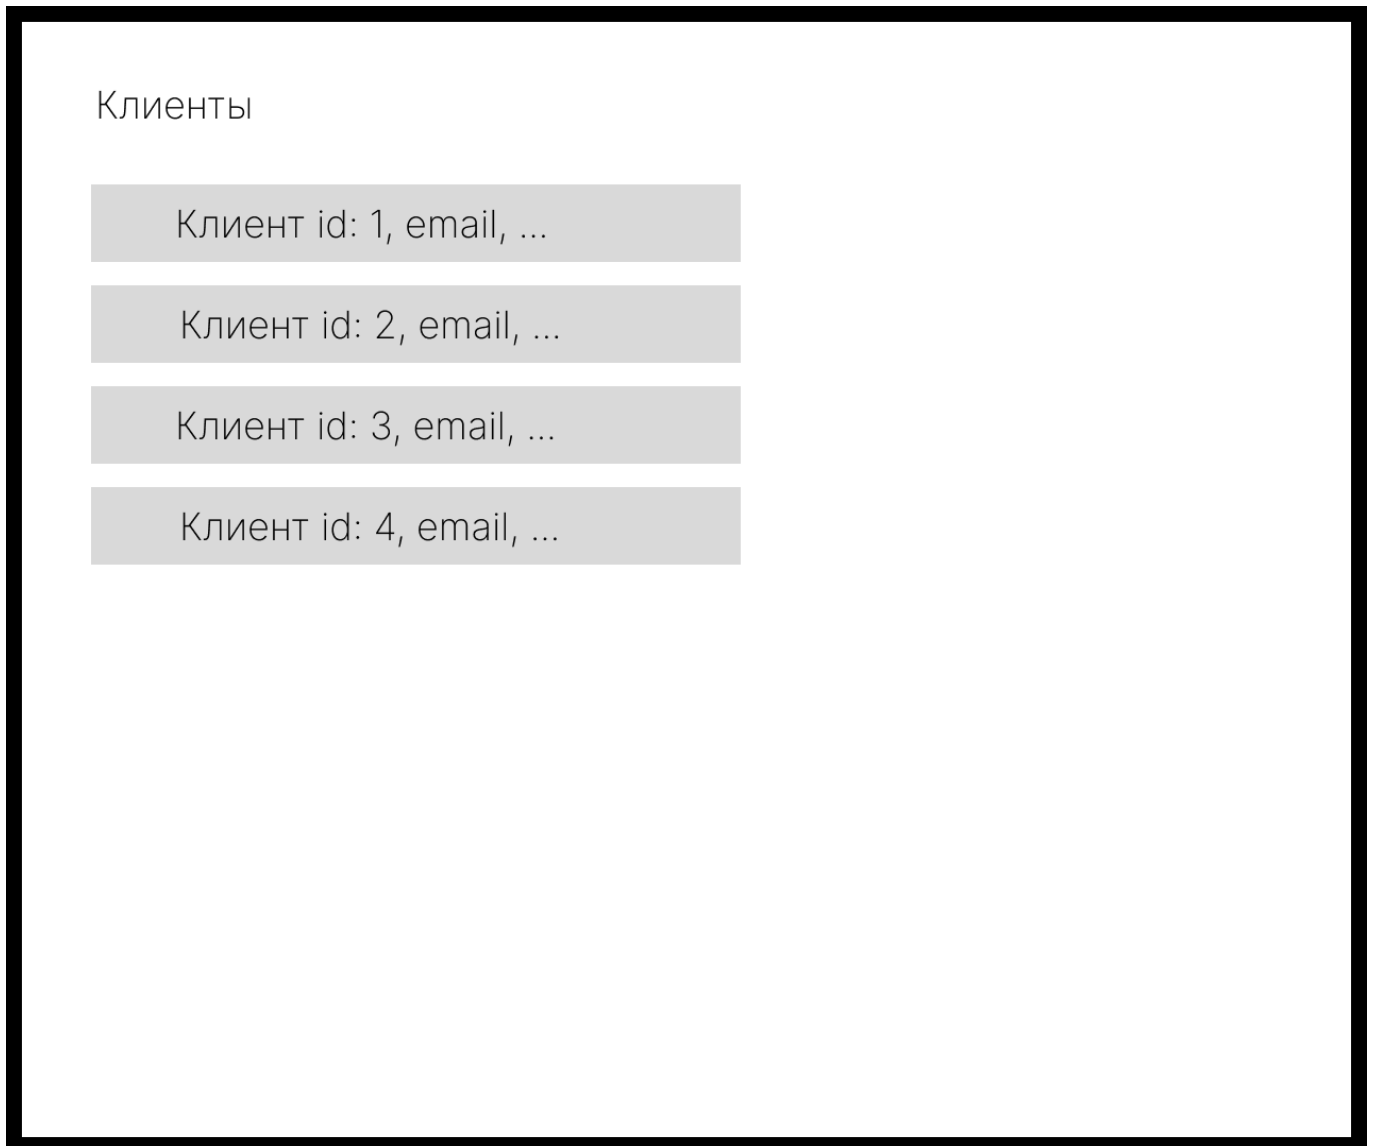 Клиенты
Клиент id: 1, email, ...
Клиент id: 2, email, ...
Клиент id: 3, email, ...
Клиент id: 4, email, ...